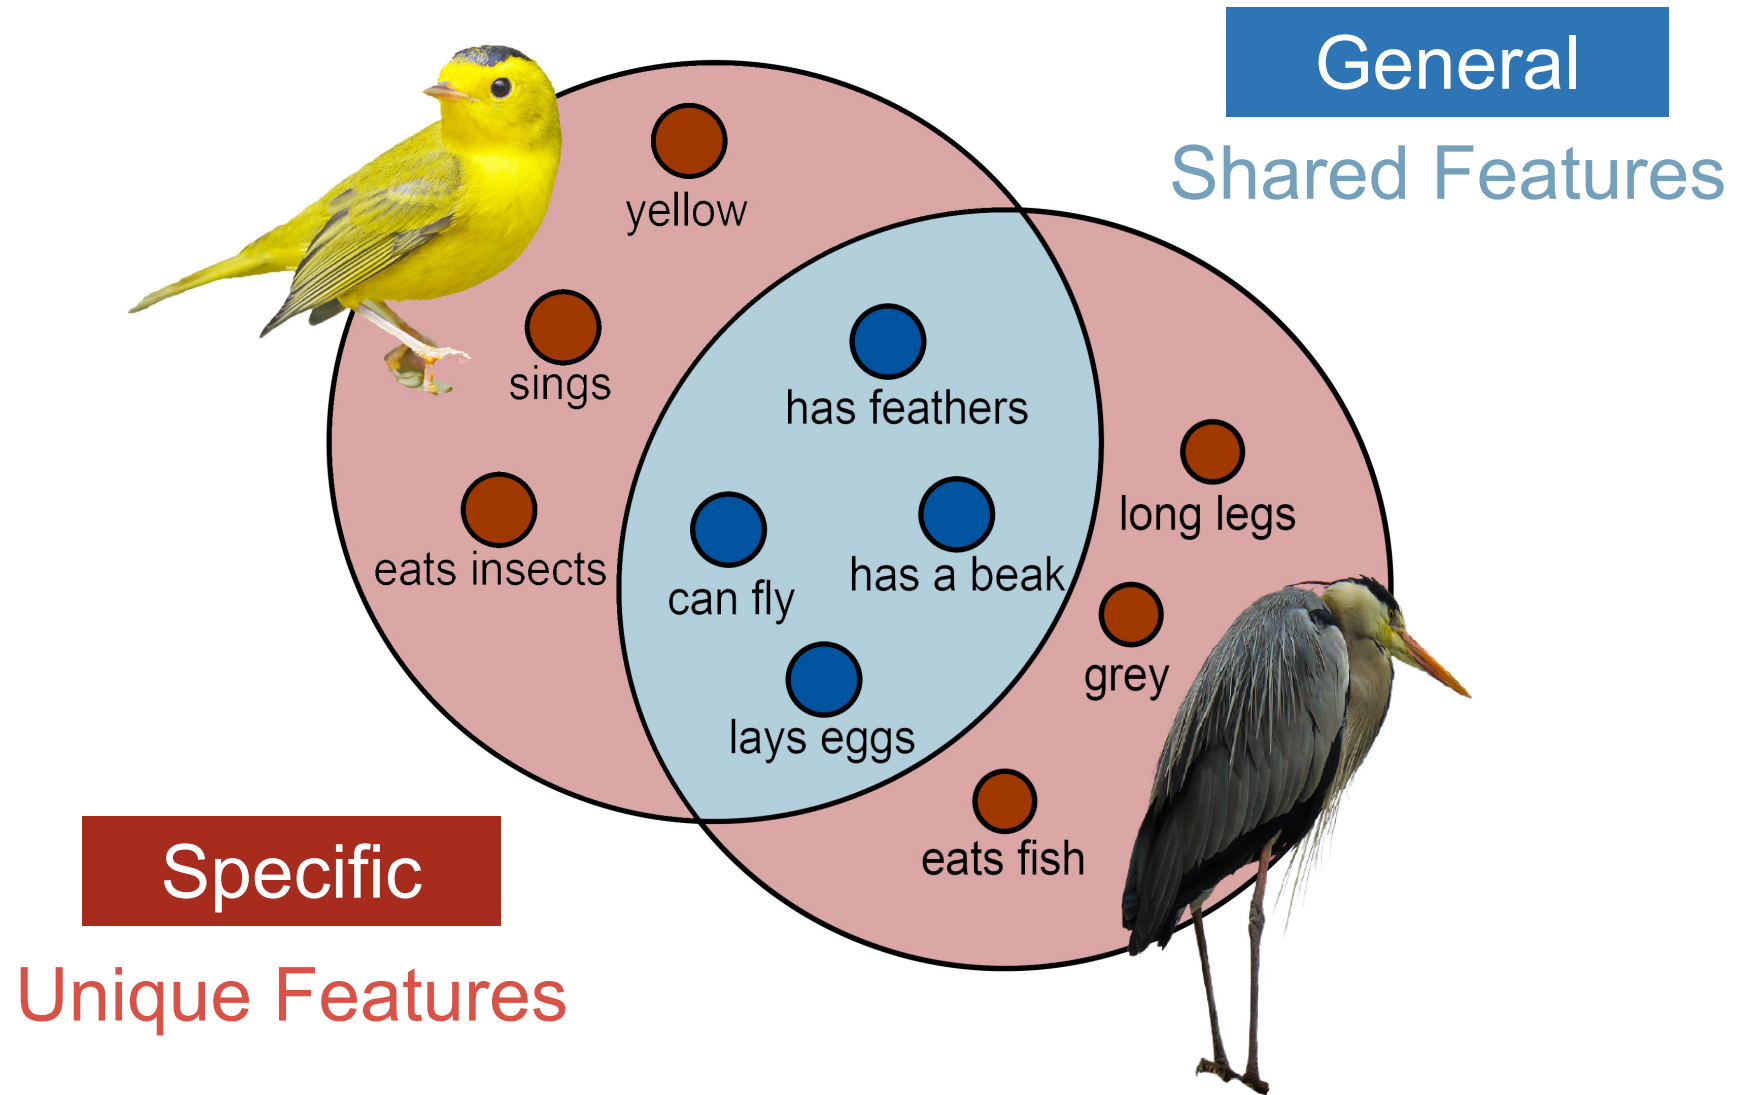 General
Shared Features
yellow
sings
has feathers
long legs
eats insects
can fly
has a beak
grey
lays eggs
eats fish
Specific
Unique Features